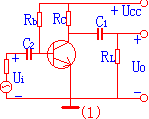 Rb Rc C1 Ucc
C2 RL Uo
Ui
(1)